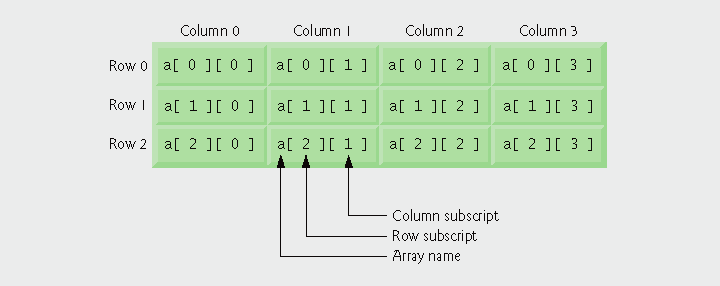 Column 0 Column 1 Column 2 Column 3
Row 0 a[ 0 ][ 0 ] a[ 0 ][ 1 ] a[ 0 ][ 2 ] a[ 0 ][ 3 ]
Row 1 a[ 1 ][ 0 ] a[ 1 ][ 1 ] a[ 1 ][ 2 ] a[ 1 ][ 3 ]
Row 2 a[ 2 ][ 0 ] a[ 2 ][ 1 ] a[ 2 ][ 2 ] a[ 2 ][ 3 ]
Column subscript
Row subscript
Array name